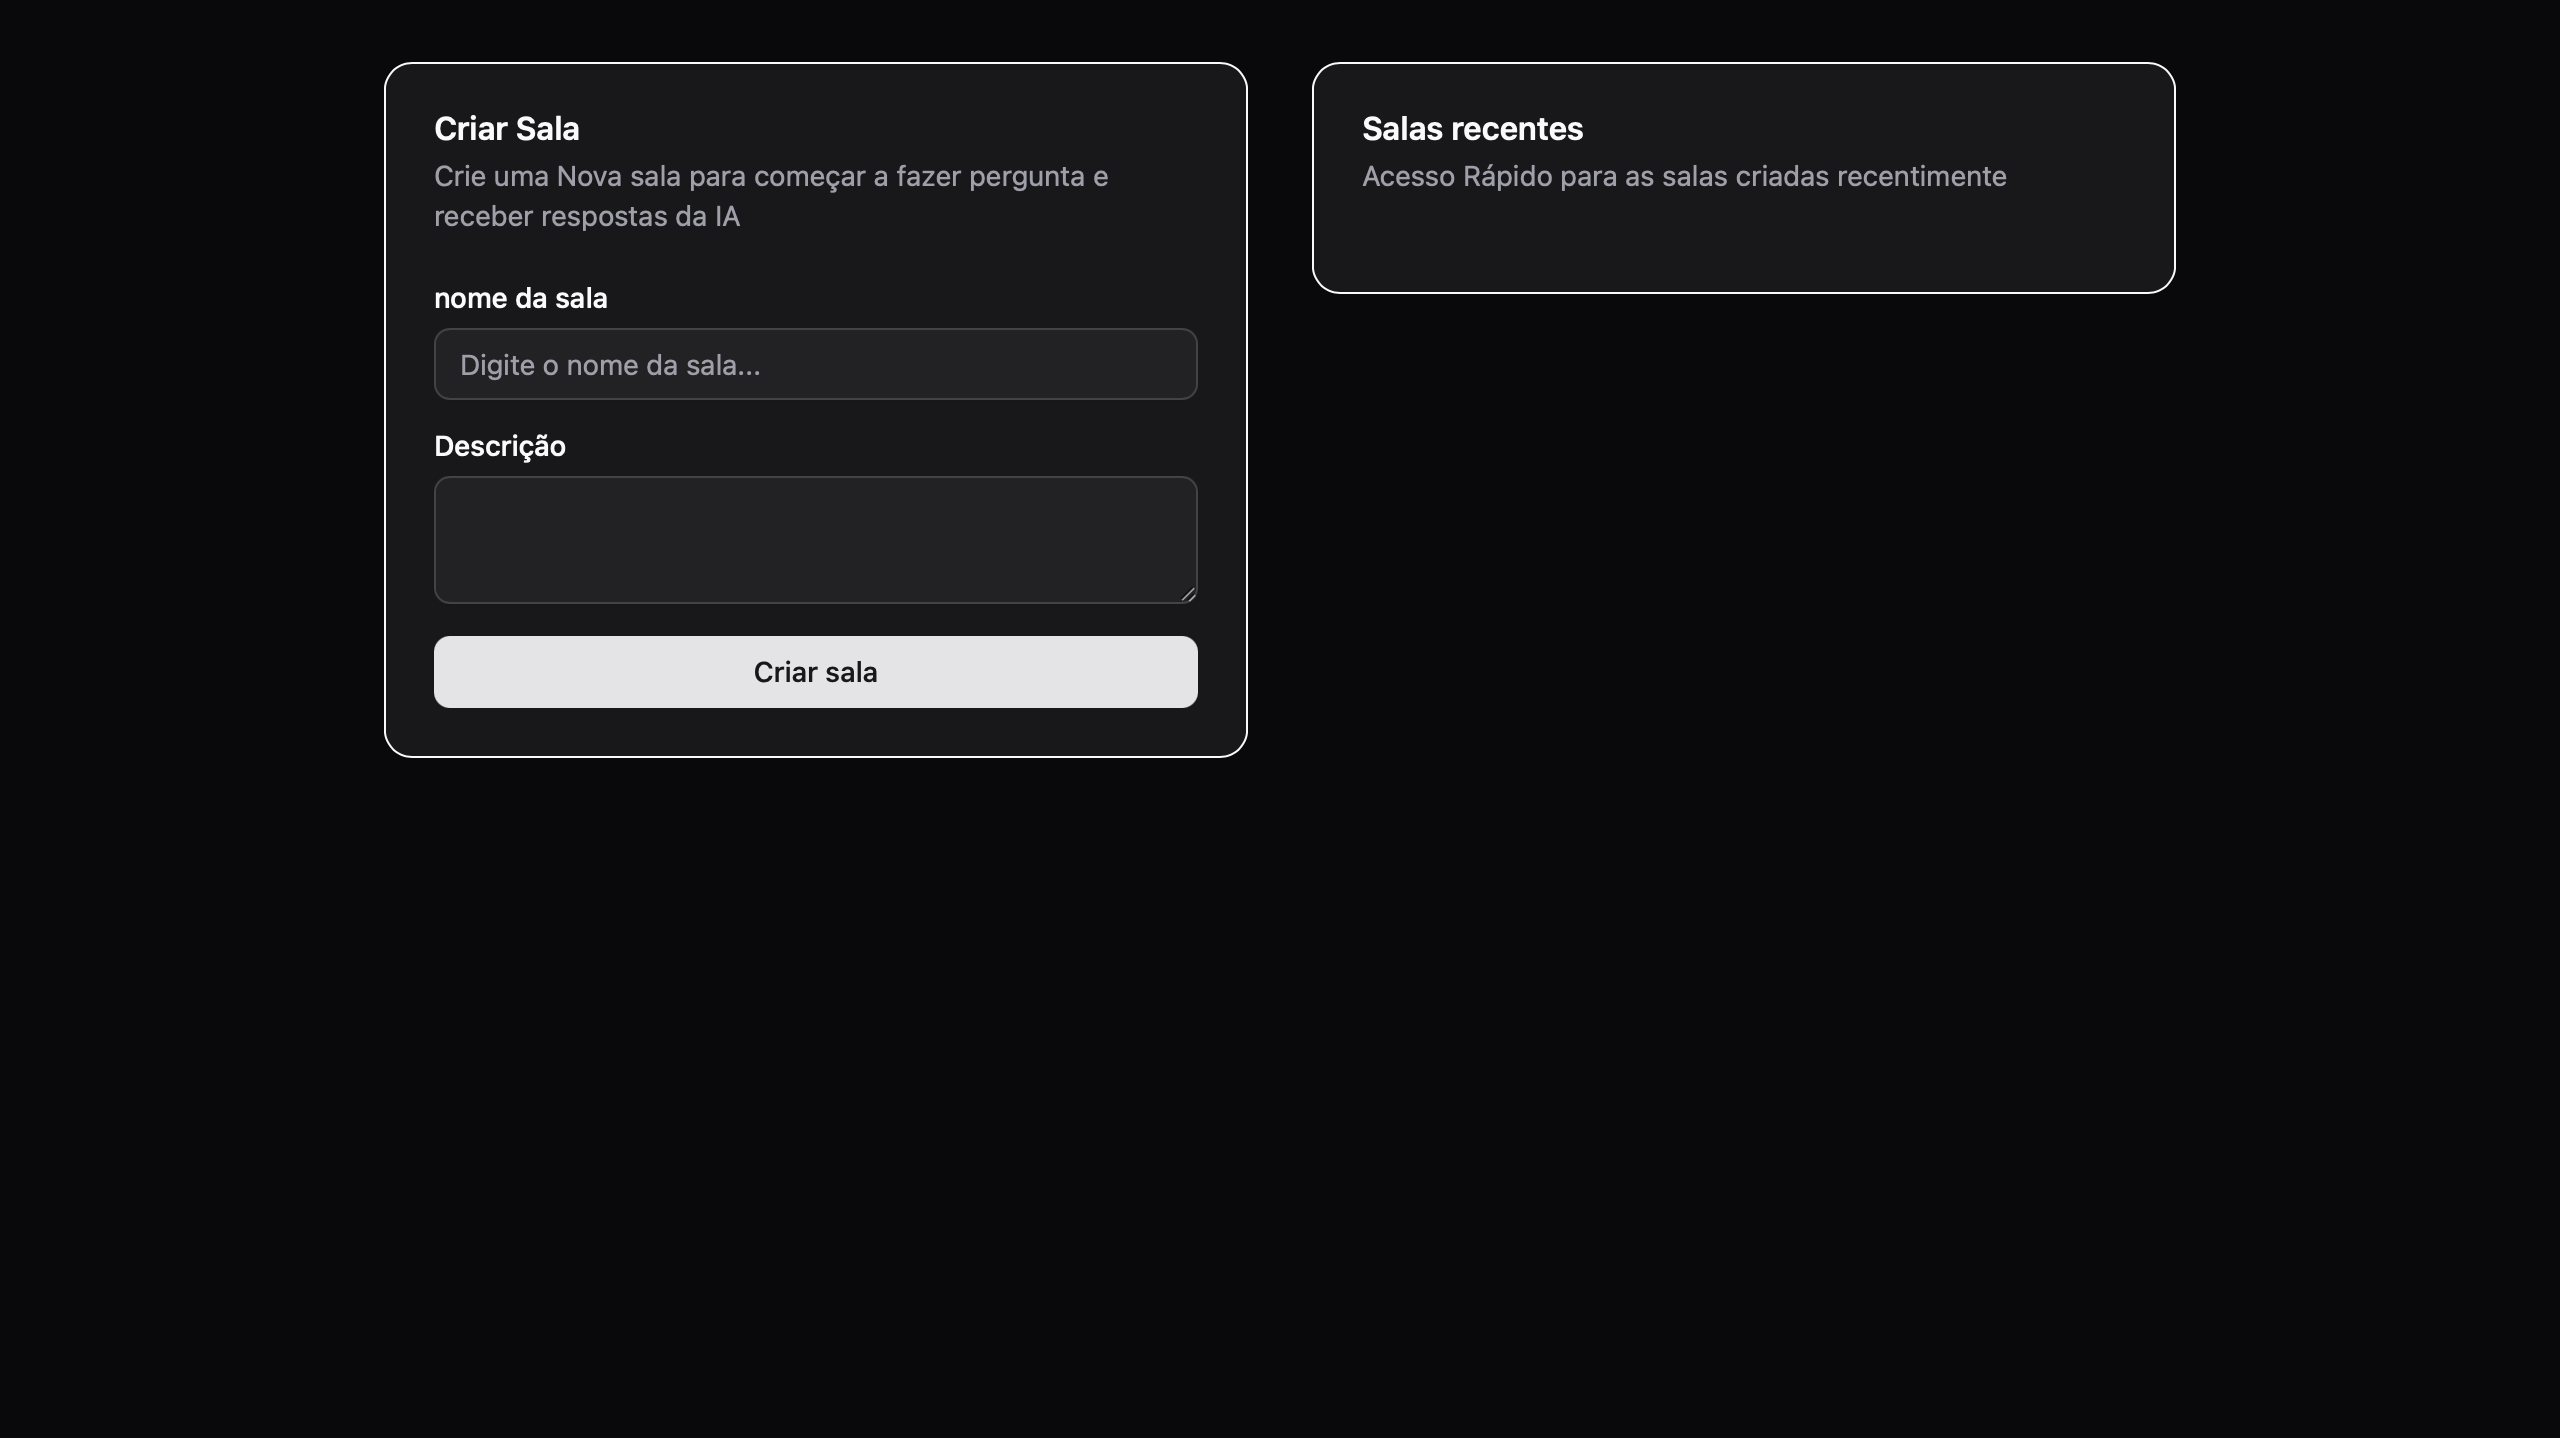 Criar Sala
Crie uma Nova sala para começar a fazer pergunta e
receber respostas da IA
nome da sala
Digite o nome da sala...
Descrição
Criar sala
Salas recentes
Acesso Rápido para as salas criadas recentimente